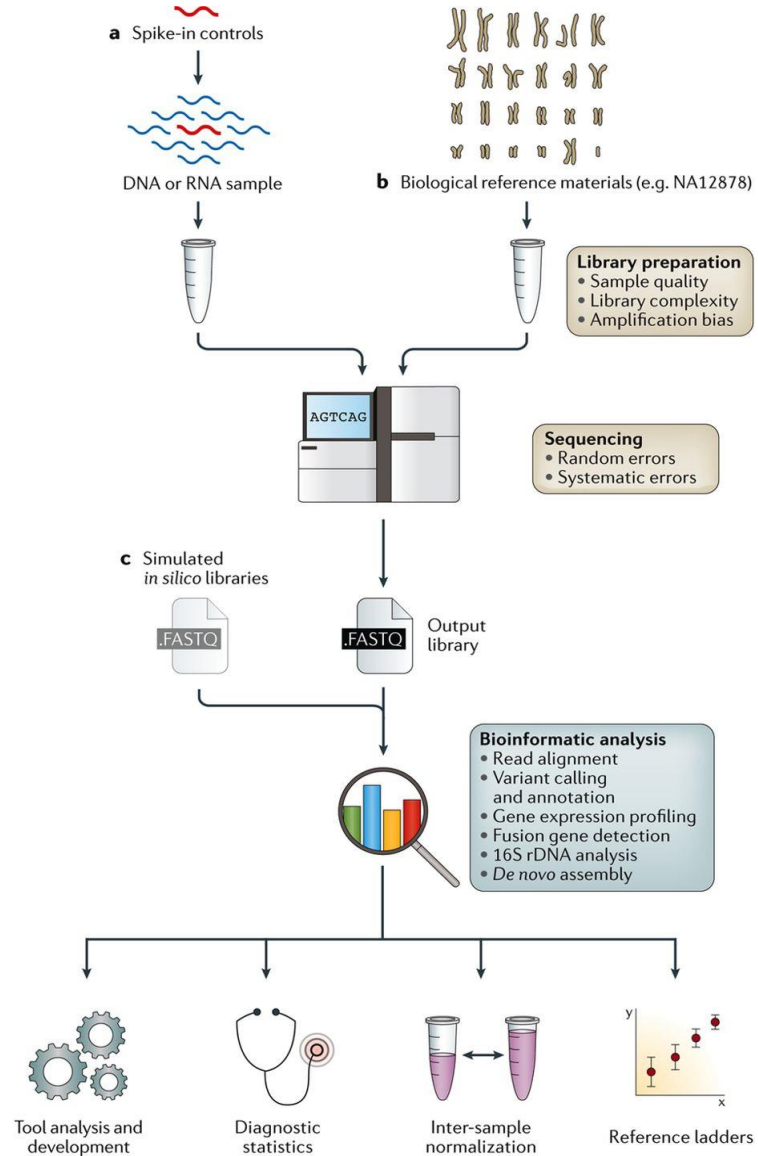 a Spike-in controls
DNA or RNA sample
b Biological reference materials (e.g. NA12878)
Library preparation
• Sample quality
• Library complexity
• Amplification bias
AGTCAG
Sequencing
• Random errors
• Systematic errors
c Simulated
in silico libraries
.FASTQ
.FASTQ
Output
library
Bioinformatic analysis
• Read alignment
• Variant calling
and annotation
• Gene expression profiling
• Fusion gene detection
• 16S rDNA analysis
• De novo assembly
y
x
Tool analysis and
development
Diagnostic
statistics
Inter-sample
normalization
Reference ladders